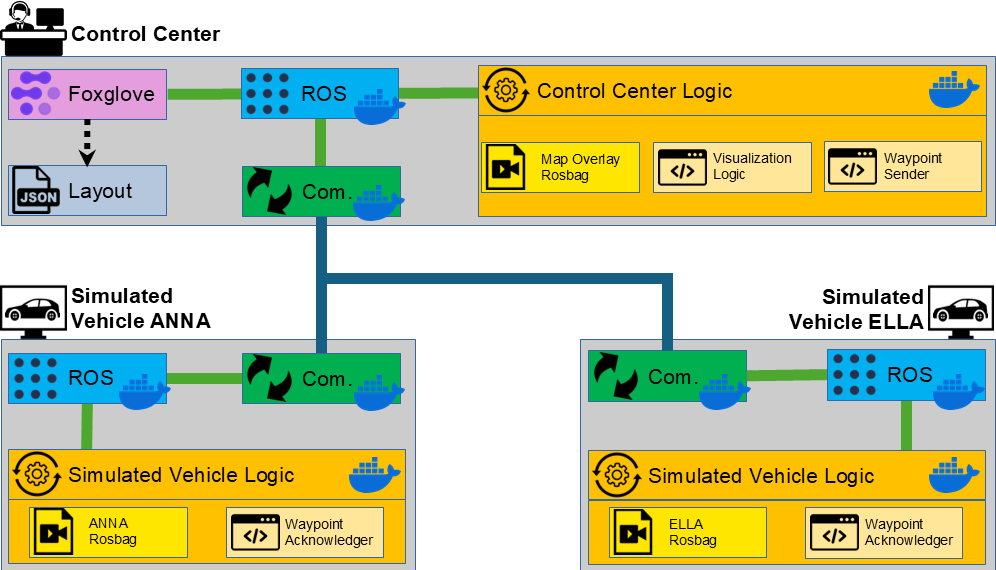 Control Center
Foxglove
ROS
Control Center Logic
Map Overlay
Rosbag
Visualization
Logic
Waypoint
Sender
JSON
Layout
Com.
Simulated
Vehicle ANNA
Simulated
Vehicle ELLA
ROS
Com.
Com.
ROS
Simulated Vehicle Logic
Simulated Vehicle Logic
ANNA
Rosbag
Waypoint
Acknowledger
ELLA
Rosbag
Waypoint
Acknowledger